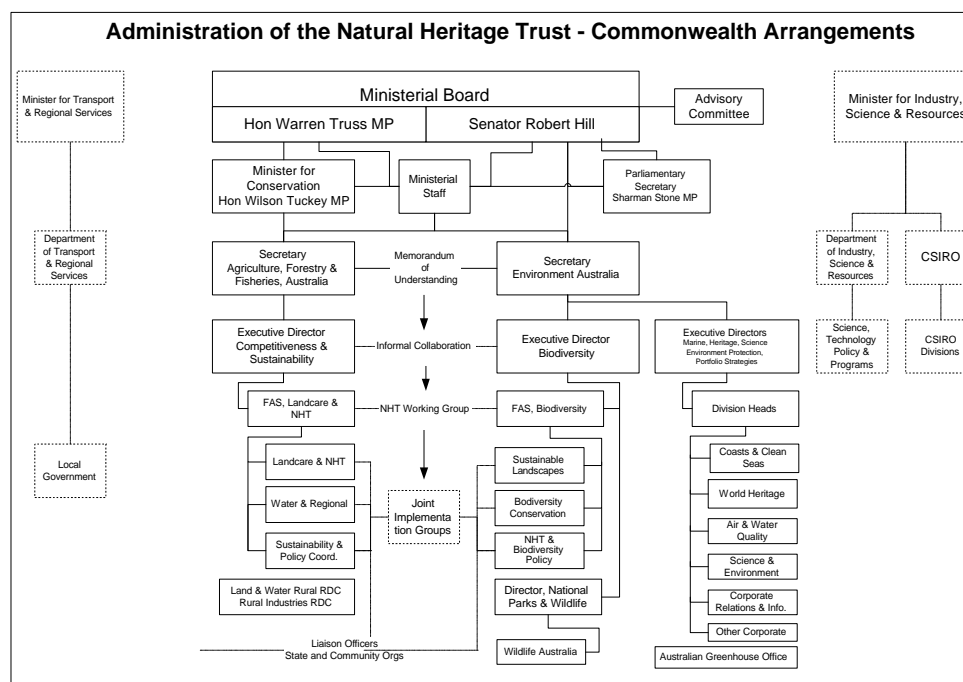 Administration of the Natural Heritage Trust - Commonwealth Arrangements
Minister for Transport
& Regional Services
Ministerial Board
Hon Warren Truss MP
Senator Robert Hill
Advisory
Committee
Minister for Industry,
Science & Resources
Minister for
Conservation
Hon Wilson Tuckey MP
Ministerial
Staff
Parliamentary
Secretary
Sharman Stone MP
Department
of Transport
& Regional
Services
Secretary
Agriculture, Forestry &
Fisheries, Australia
Memorandum
of
Understanding
Secretary
Environment Australia
Department
of Industry,
Science &
Resources
CSIRO
Executive Director
Competitiveness &
Sustainability
Informal Collaboration
Executive Director
Biodiversity
Executive Directors
Marine, Heritage, Science
Environment Protection,
Portfolio Strategies
Science,
Technology
Policy &
Programs
CSIRO
Divisions
FAS, Landcare &
NHT
NHT Working Group
FAS, Biodiversity
Division Heads
Local
Government
Landcare & NHT
Water & Regional
Sustainability &
Policy Coord.
Joint
Implemen
tation Groups
Sustainable
Landscapes
Bodiversity
Conservation
NHT &
Biodiversity
Policy
Coasts & Clean
Seas
World Heritage
Air & Water
Quality
Science &
Environment
Corporate
Relations & Info.
Other Corporate
Land & Water Rural RDC
Rural Industries RDC
Director, National
Parks & Wildlife
Liaison Officers
State and Community Orgs
Wildlife Australia
Australian Greenhouse Office